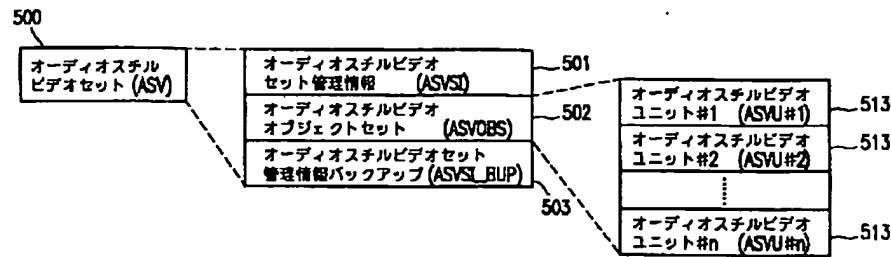 500
オーディオスチル
ビデオセット(ASV)
オーディオスチルビデオ
セット管理情報 (ASVSI)
501
オーディオスチルビデオ
オブジェクトセット (ASVOBS)
502
オーディオスチルビデオセット
管理情報バックアップ(ASVSI_BUP)
503
オーディオスチルビデオ
ユニット#1 (ASVU#1)
513
オーディオスチルビデオ
ユニット#2 (ASVU#2)
513
オーディオスチルビデオ
ユニット#n (ASVU#n)
513